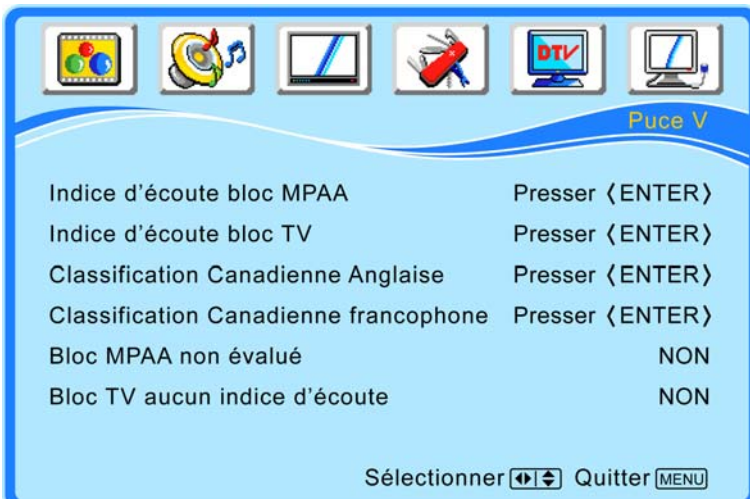 DTV
Puce V
Indice d'écoute bloc MPAA Presser 〈ENTER〉
Indice d'écoute bloc TV Presser 〈ENTER〉
Classification Canadienne Anglaise Presser 〈ENTER〉
Classification Canadienne francophone Presser 〈ENTER〉
Bloc MPAA non évalué NON
Bloc TV aucun indice d'écoute NON
Sélectionner Quitter MENU